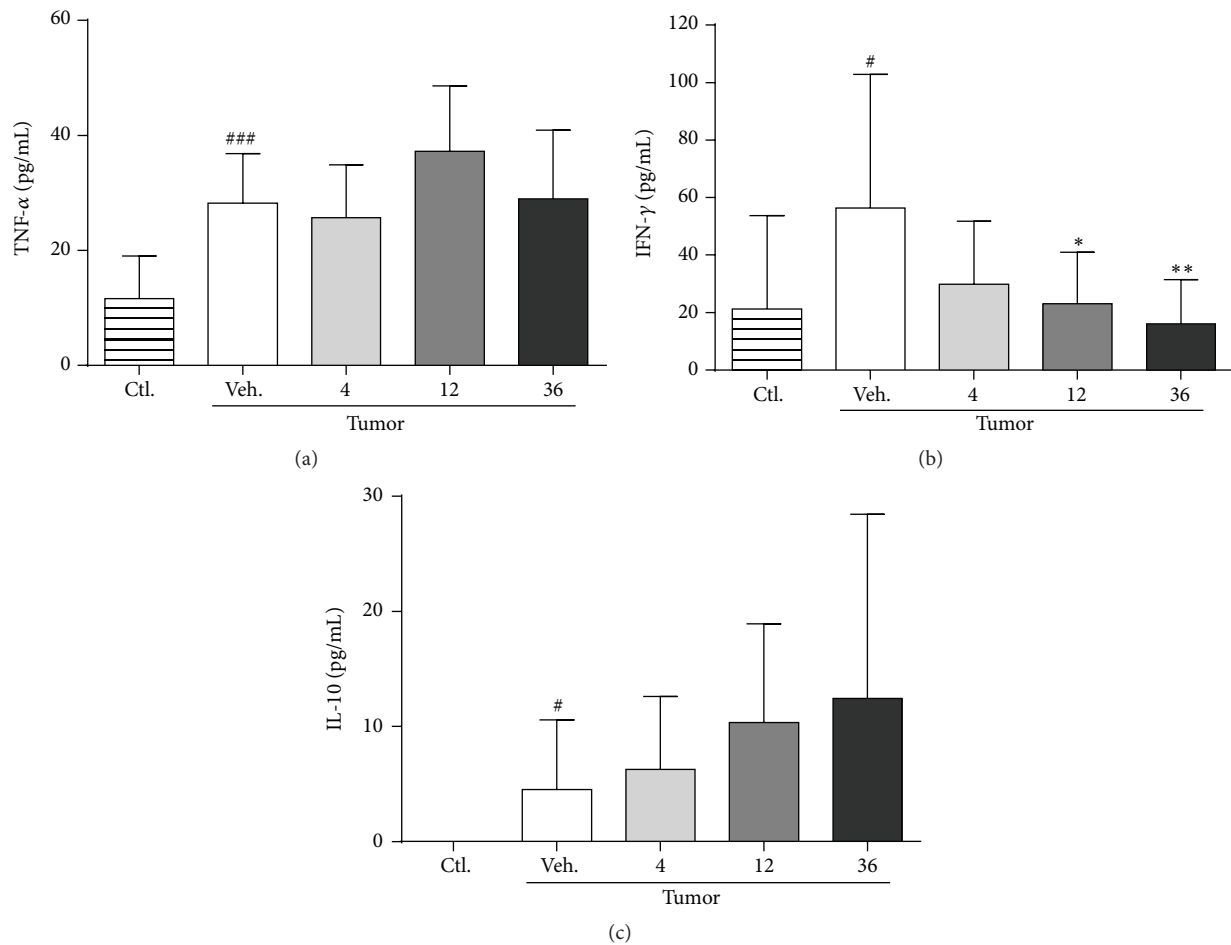 60
40
20
0
TNF-α (pg/mL)
###
Ctl.
Veh.
4
12
36
Tumor
(a)
120
100
80
60
40
20
0
IFN-γ (pg/mL)
#
*
**
Ctl.
Veh.
4
12
36
Tumor
(b)
30
20
10
0
IL-10 (pg/mL)
#
Ctl.
Veh.
4
12
36
Tumor
(c)